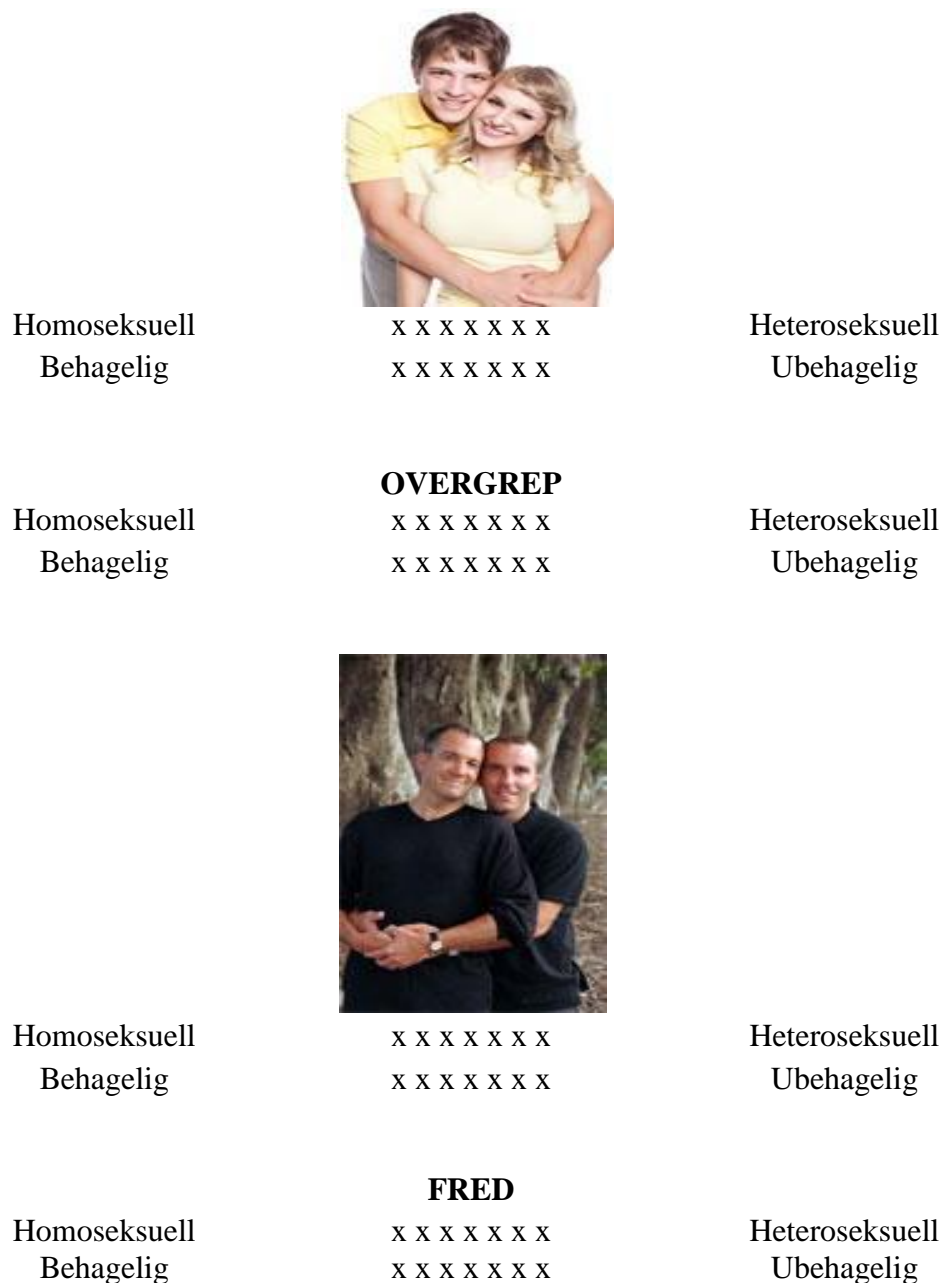 Homoseksuell x x x x x x x Heteroseksuell
Behagelig x x x x x x x Ubehagelig
OVERGREP
Homoseksuell x x x x x x x Heteroseksuell
Behagelig x x x x x x x Ubehagelig
Homoseksuell x x x x x x x Heteroseksuell
Behagelig x x x x x x x Ubehagelig
FRED
Homoseksuell x x x x x x x Heteroseksuell
Behagelig x x x x x x x Ubehagelig